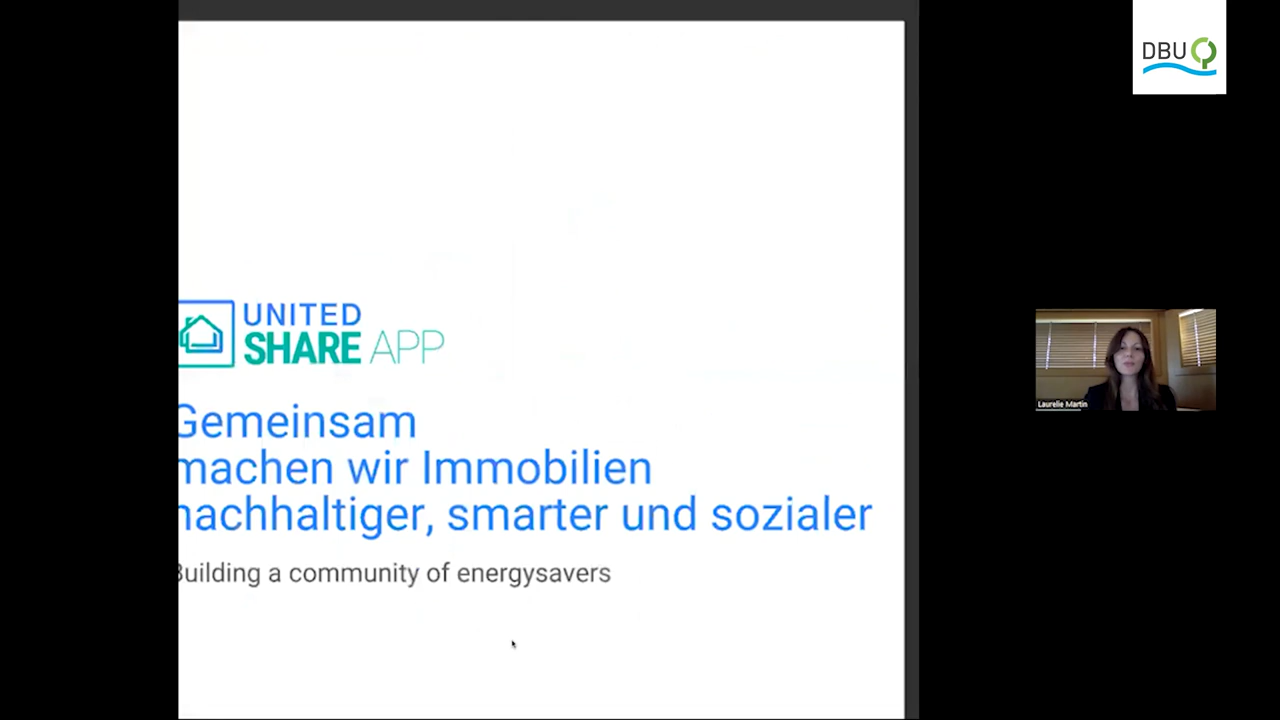 DBU
UNITED
SHARE APP
Gemeinsam
machen wir Immobilien
nachhaltiger, smarter und sozialer
Building a community of energysavers
Laurelie Martin